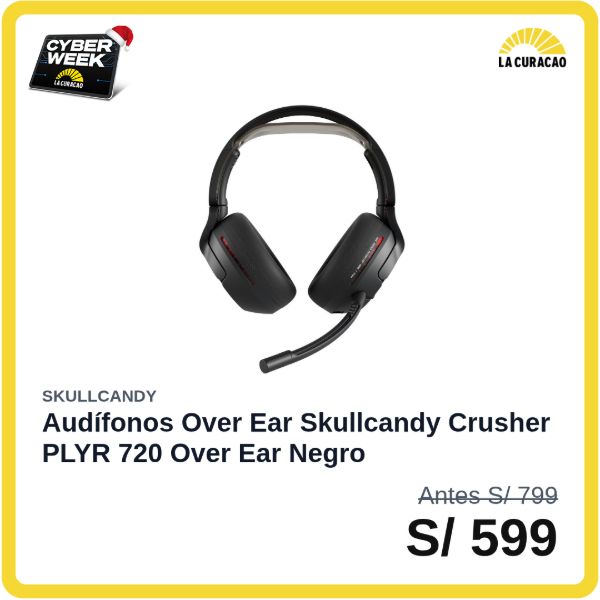 CYBER
WEEK
LA CURACAO
LA CURACAO
SKULLCANDY
Audífonos Over Ear Skullcandy Crusher
PLYR 720 Over Ear Negro
Antes S/ 799
S/ 599